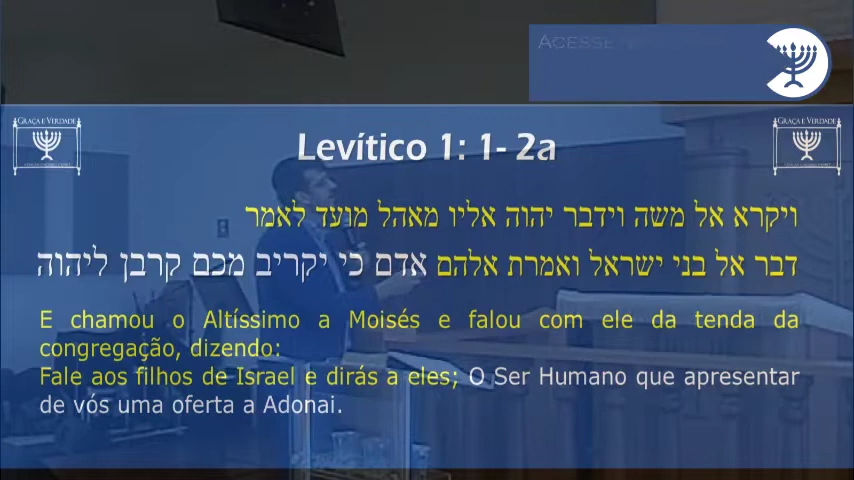 ACESSE
GRAÇA E VERDADE
GRAÇA E VERDADE
Levítico 1: 1- 2a
ויקרא אל משה וידבר יהוה אליו מאהל מועד לאמר
דבר אל בני ישראל ואמרת אלהם אדם כי יקריב מכם קרבן ליהוה
E chamou o Altíssimo a Moisés e falou com ele da tenda da
congregação, dizendo:
Fale aos filhos de Israel e dirás a eles; O Ser Humano que apresentar
de vós uma oferta a Adonai.